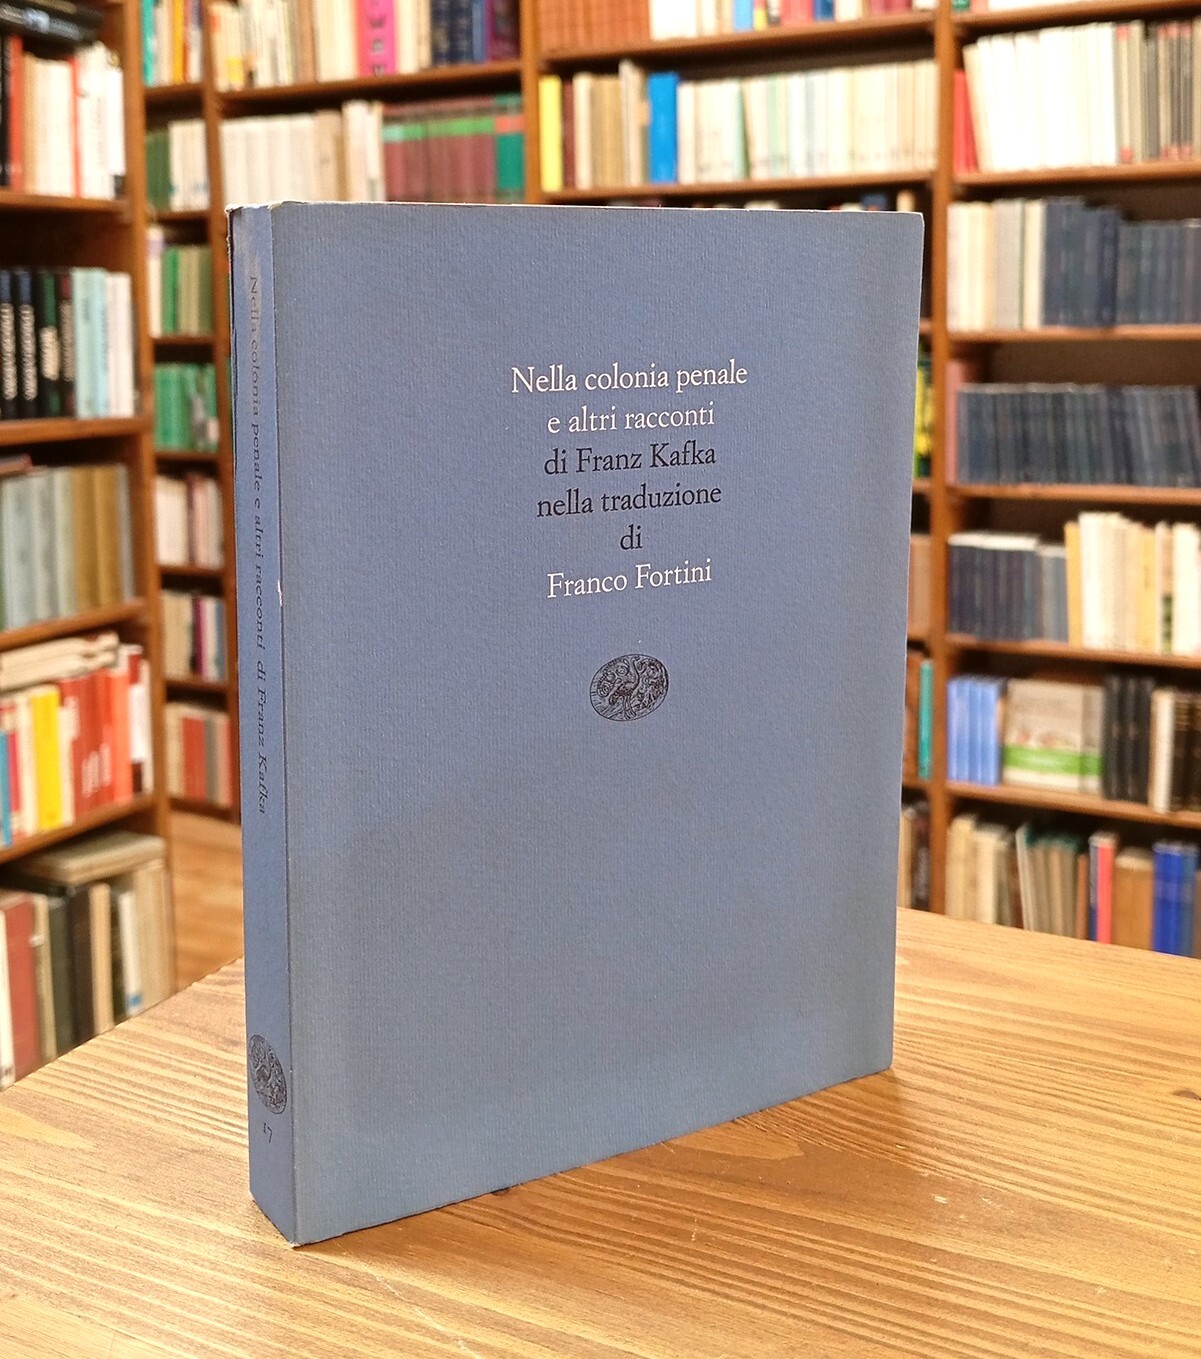 Nella colonia penale
e altri racconti
di Franz Kafka
nella traduzione
di
Franco Fortini
Nella colonia penale e altri racconti di Franz Kafka
17